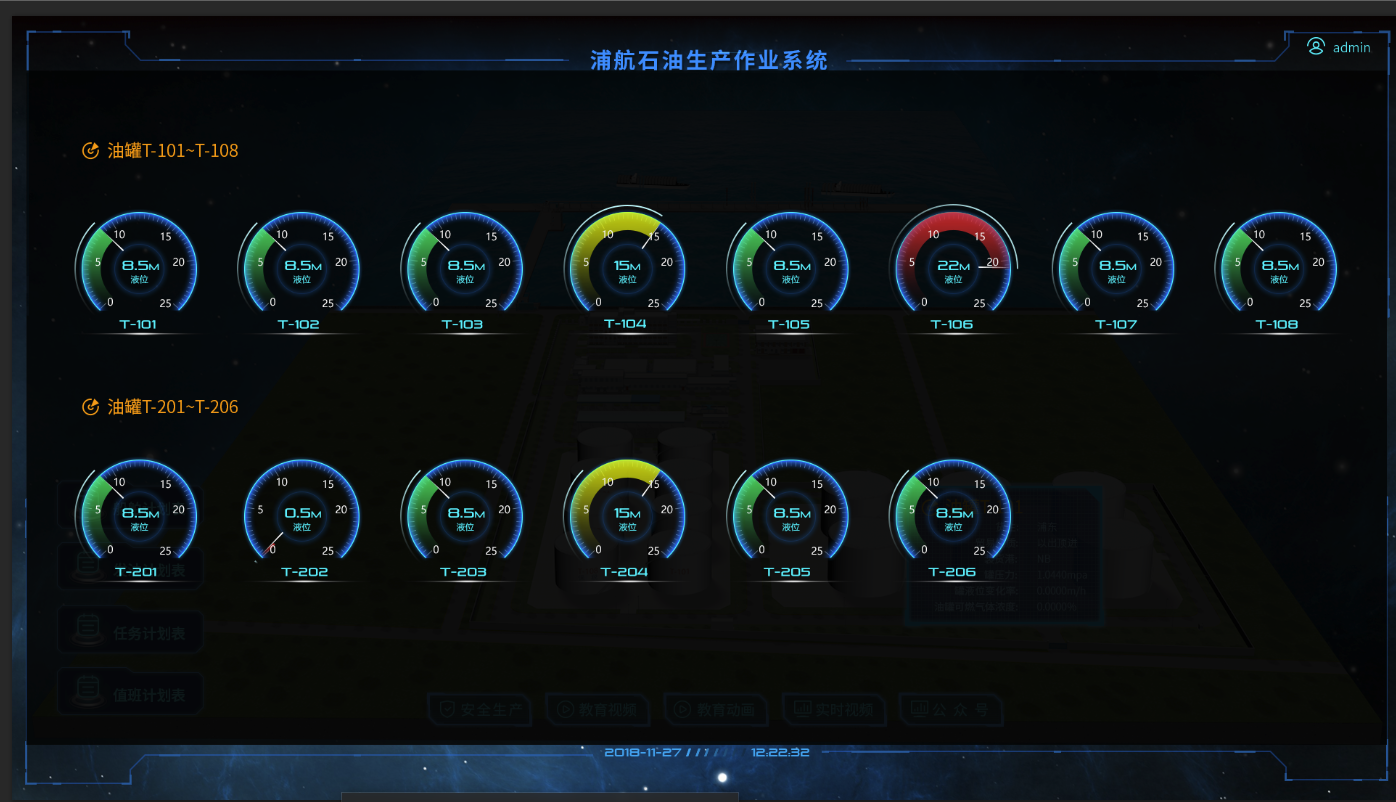 浦航石油生产作业系统
admin
油罐T-101~T-108
0 5 10 15 20 25 8.5M 液位 T-101
0 5 10 15 20 25 8.5M 液位 T-102
0 5 10 15 20 25 8.5M 液位 T-103
0 5 10 15 20 25 15M 液位 T-104
0 5 10 15 20 25 8.5M 液位 T-105
0 5 10 15 20 25 22M 液位 T-106
0 5 10 15 20 25 8.5M 液位 T-107
0 5 10 15 20 25 8.5M 液位 T-108
油罐T-201~T-206
0 5 10 15 20 25 8.5M 液位 T-201
0 5 10 15 20 25 0.5M 液位 T-202
0 5 10 15 20 25 8.5M 液位 T-203
0 5 10 15 20 25 15M 液位 T-204
0 5 10 15 20 25 8.5M 液位 T-205
0 5 10 15 20 25 8.5M 液位 T-206
任务计划表
值班计划表
安全生产
教育视频
教育动画
实时视频
公众号
2018-11-27 //// 12:22:32